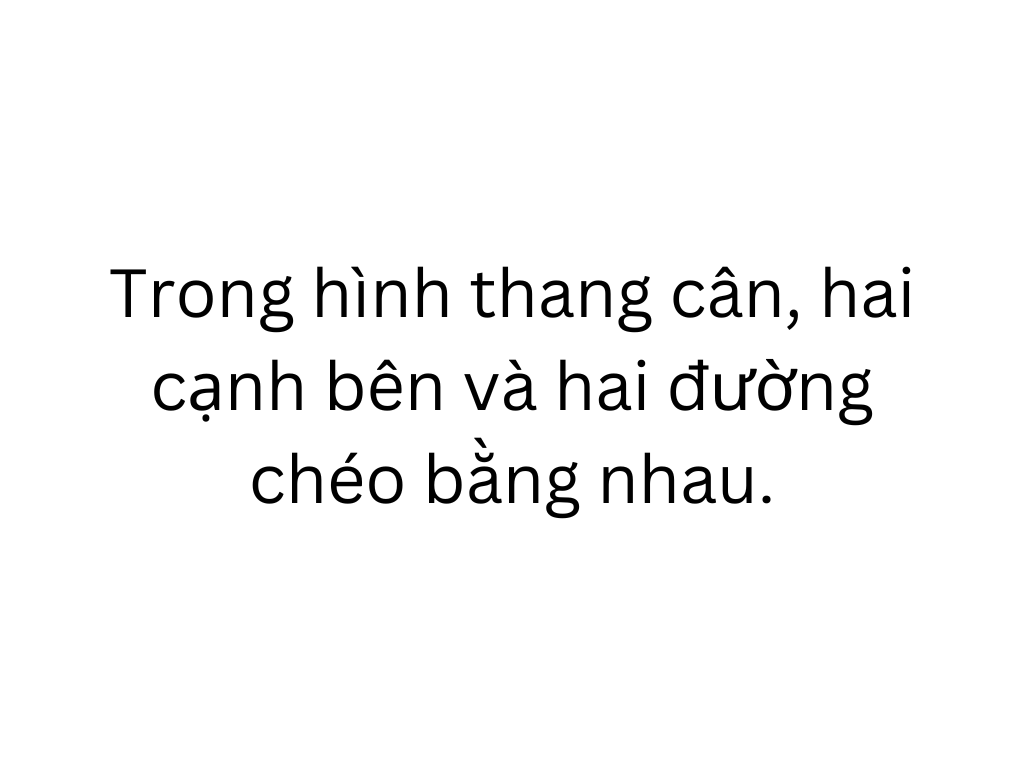 Trong hình thang cân, hai
cạnh bên và hai đường
chéo bằng nhau.